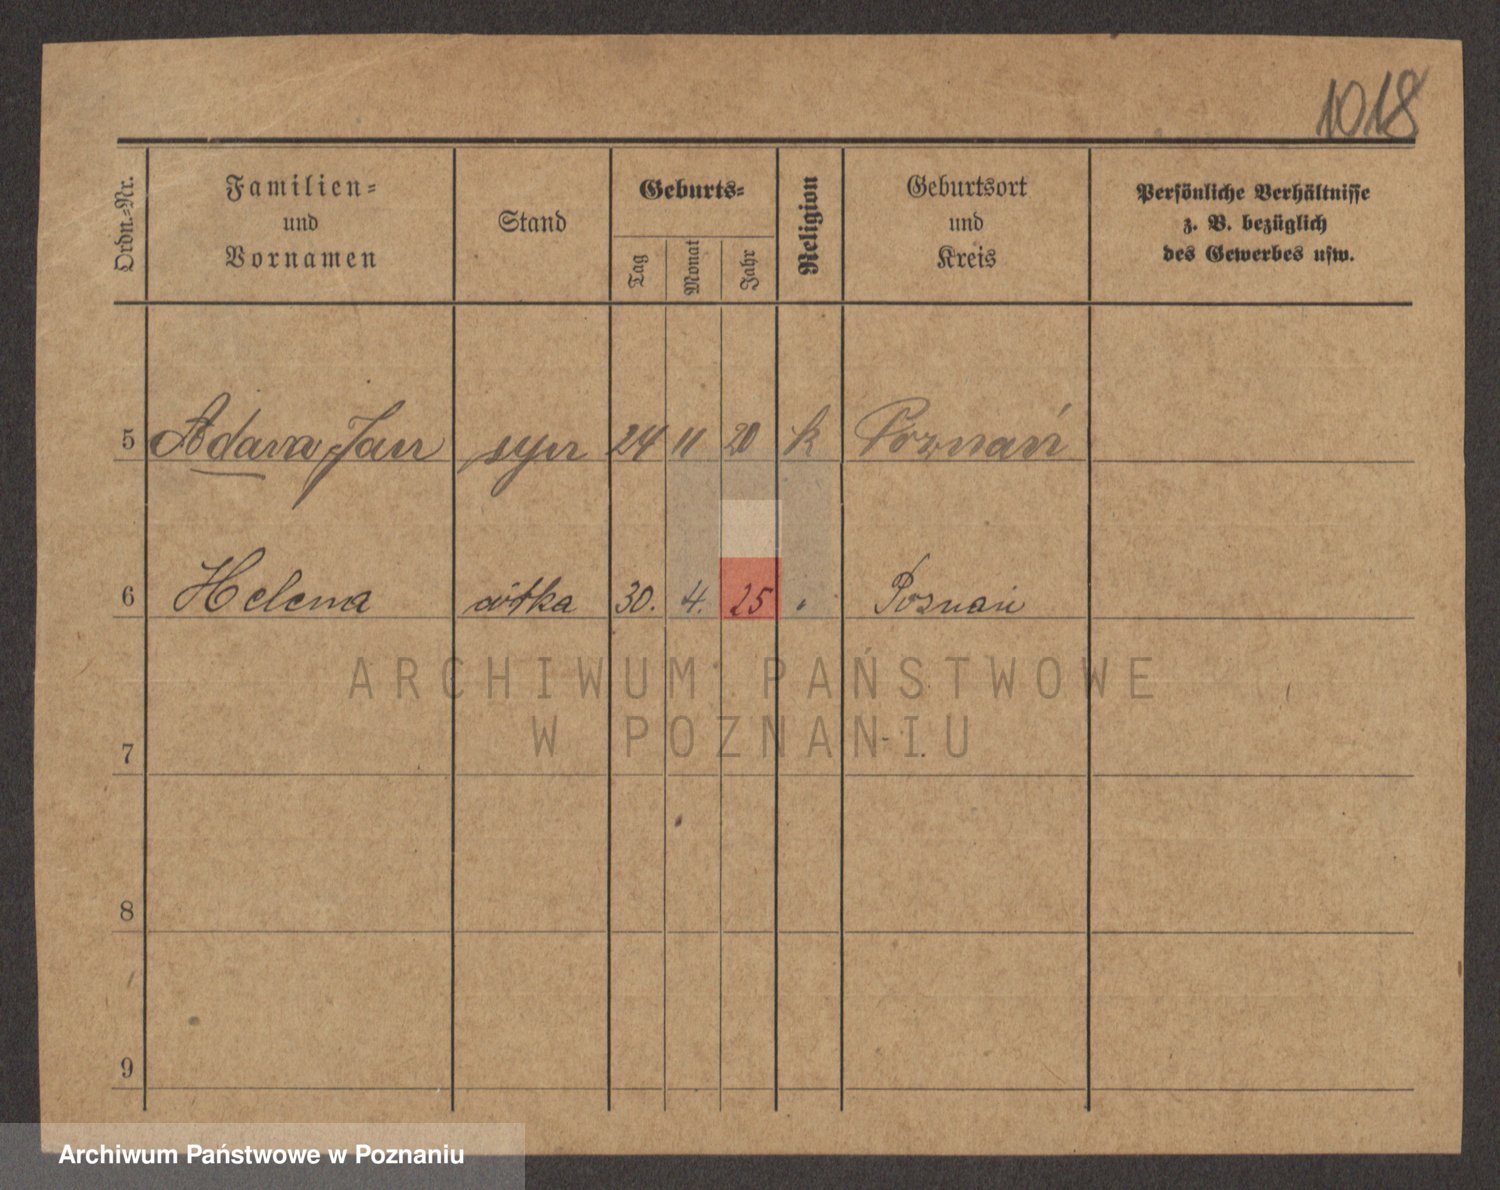 1018
Ordn.-Nr.
Familien-
und
Vornamen
Stand
Geburts-
Tag
Monat
Jahr
Religion
Geburtsort
und
Kreis
Persönliche Verhältnisse
z. B. bezüglich
des Gewerbes usw.
5 Jan syn 24 11 20 k Poznań
6 Helena córka 30. 4. 25 Poznań
ARCHIWUM PAŃSTWOWE
W POZNANIU
7
8
9
Archiwum Państwowe w Poznaniu